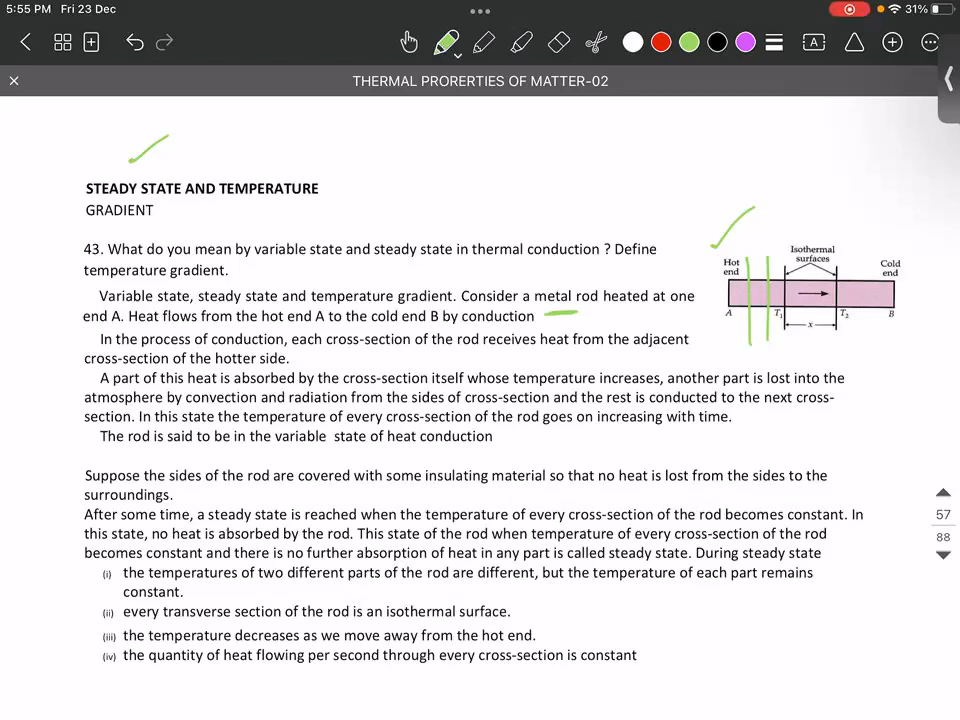 5:55 PM Fri 23 Dec
31%
A
THERMAL PRORERTIES OF MATTER-02
STEADY STATE AND TEMPERATURE
GRADIENT
43. What do you mean by variable state and steady state in thermal conduction ? Define
temperature gradient.
Variable state, steady state and temperature gradient. Consider a metal rod heated at one
end A. Heat flows from the hot end A to the cold end B by conduction
Isothermal
surfaces
Hot
end
Cold
end
A
T1
T2
B
x
In the process of conduction, each cross-section of the rod receives heat from the adjacent
cross-section of the hotter side.
A part of this heat is absorbed by the cross-section itself whose temperature increases, another part is lost into the
atmosphere by convection and radiation from the sides of cross-section and the rest is conducted to the next cross-
section. In this state the temperature of every cross-section of the rod goes on increasing with time.
The rod is said to be in the variable state of heat conduction
Suppose the sides of the rod are covered with some insulating material so that no heat is lost from the sides to the
surroundings.
After some time, a steady state is reached when the temperature of every cross-section of the rod becomes constant. In
this state, no heat is absorbed by the rod. This state of the rod when temperature of every cross-section of the rod
becomes constant and there is no further absorption of heat in any part is called steady state. During steady state
(i) the temperatures of two different parts of the rod are different, but the temperature of each part remains
constant.
(ii) every transverse section of the rod is an isothermal surface.
(iii) the temperature decreases as we move away from the hot end.
(iv) the quantity of heat flowing per second through every cross-section is constant
57
88